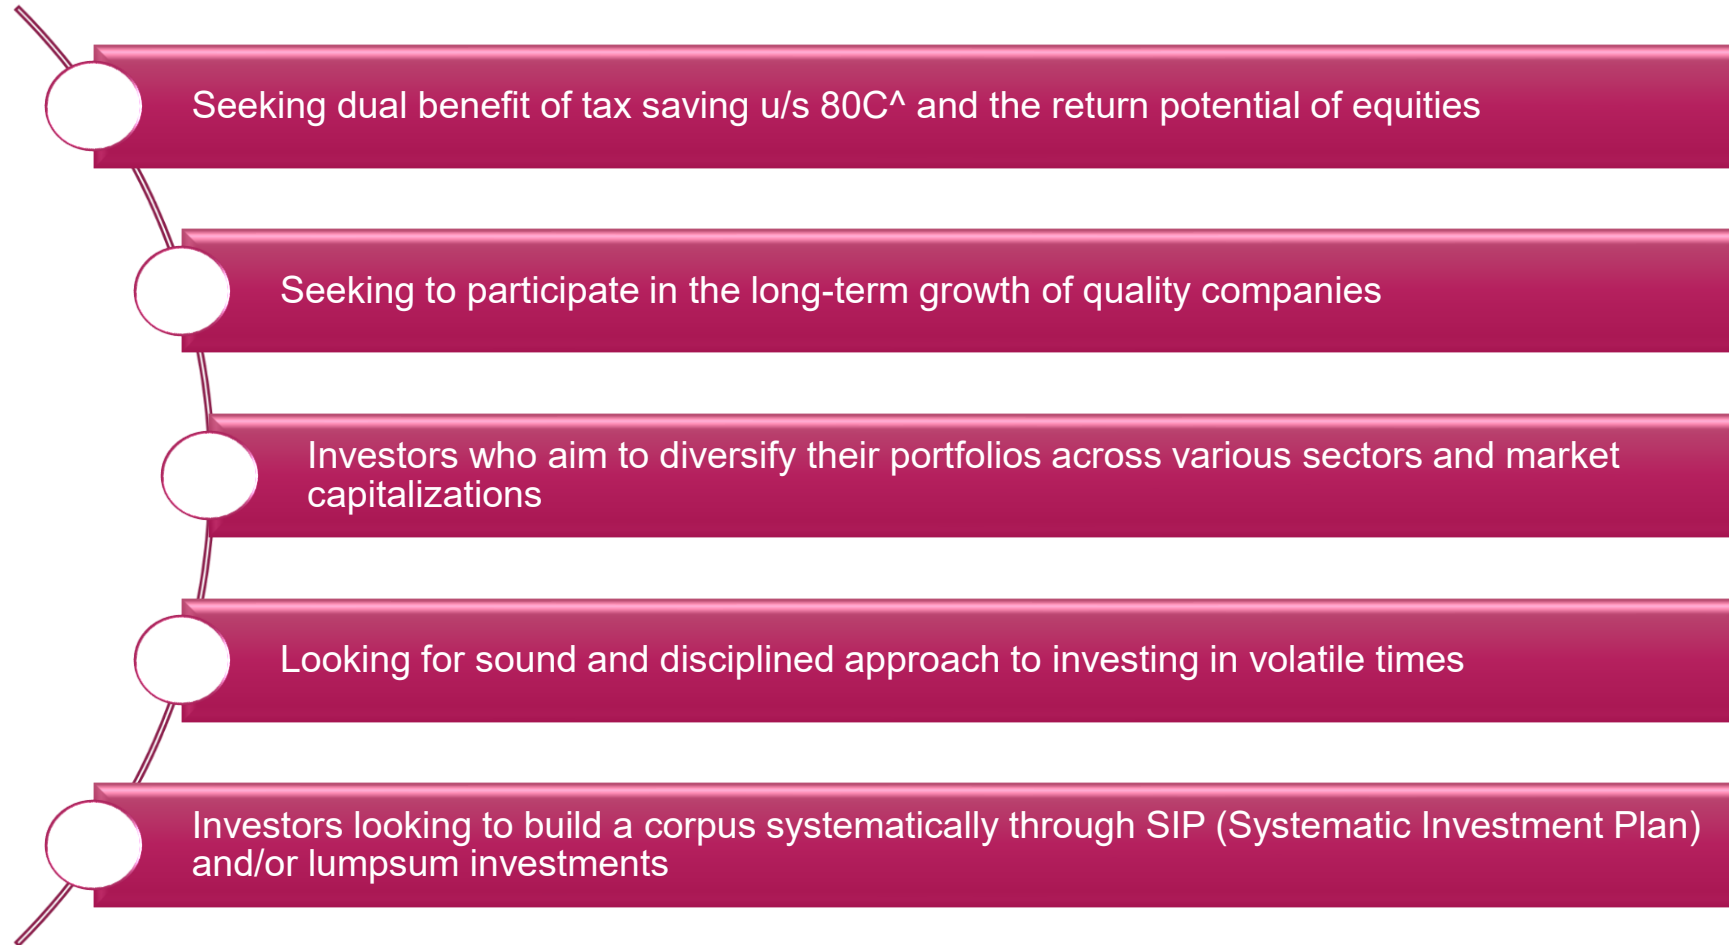 Seeking dual benefit of tax saving u/s 80C^ and the return potential of equities
Seeking to participate in the long-term growth of quality companies
Investors who aim to diversify their portfolios across various sectors and market
capitalizations
Looking for sound and disciplined approach to investing in volatile times
Investors looking to build a corpus systematically through SIP (Systematic Investment Plan)
and/or lumpsum investments